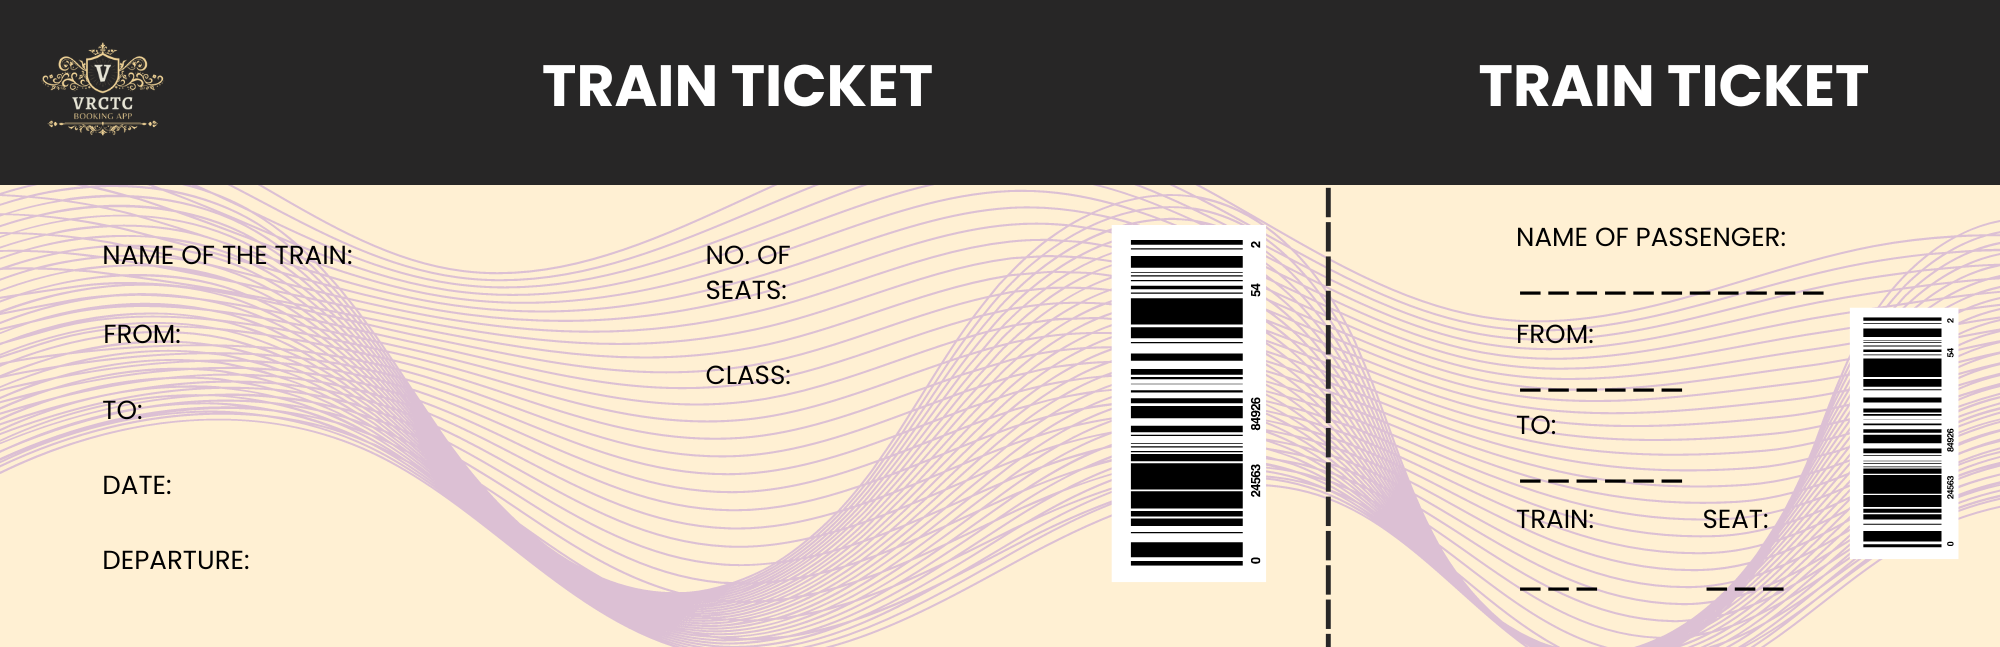 V
VRCTC
BOOKING APP
TRAIN TICKET
NAME OF THE TRAIN:
FROM:
TO:
DATE:
DEPARTURE:
NO. OF
SEATS:
CLASS:
0 24563 84926 54 2
TRAIN TICKET
NAME OF PASSENGER:
FROM:
TO:
TRAIN: SEAT:
0 24563 84926 54 2